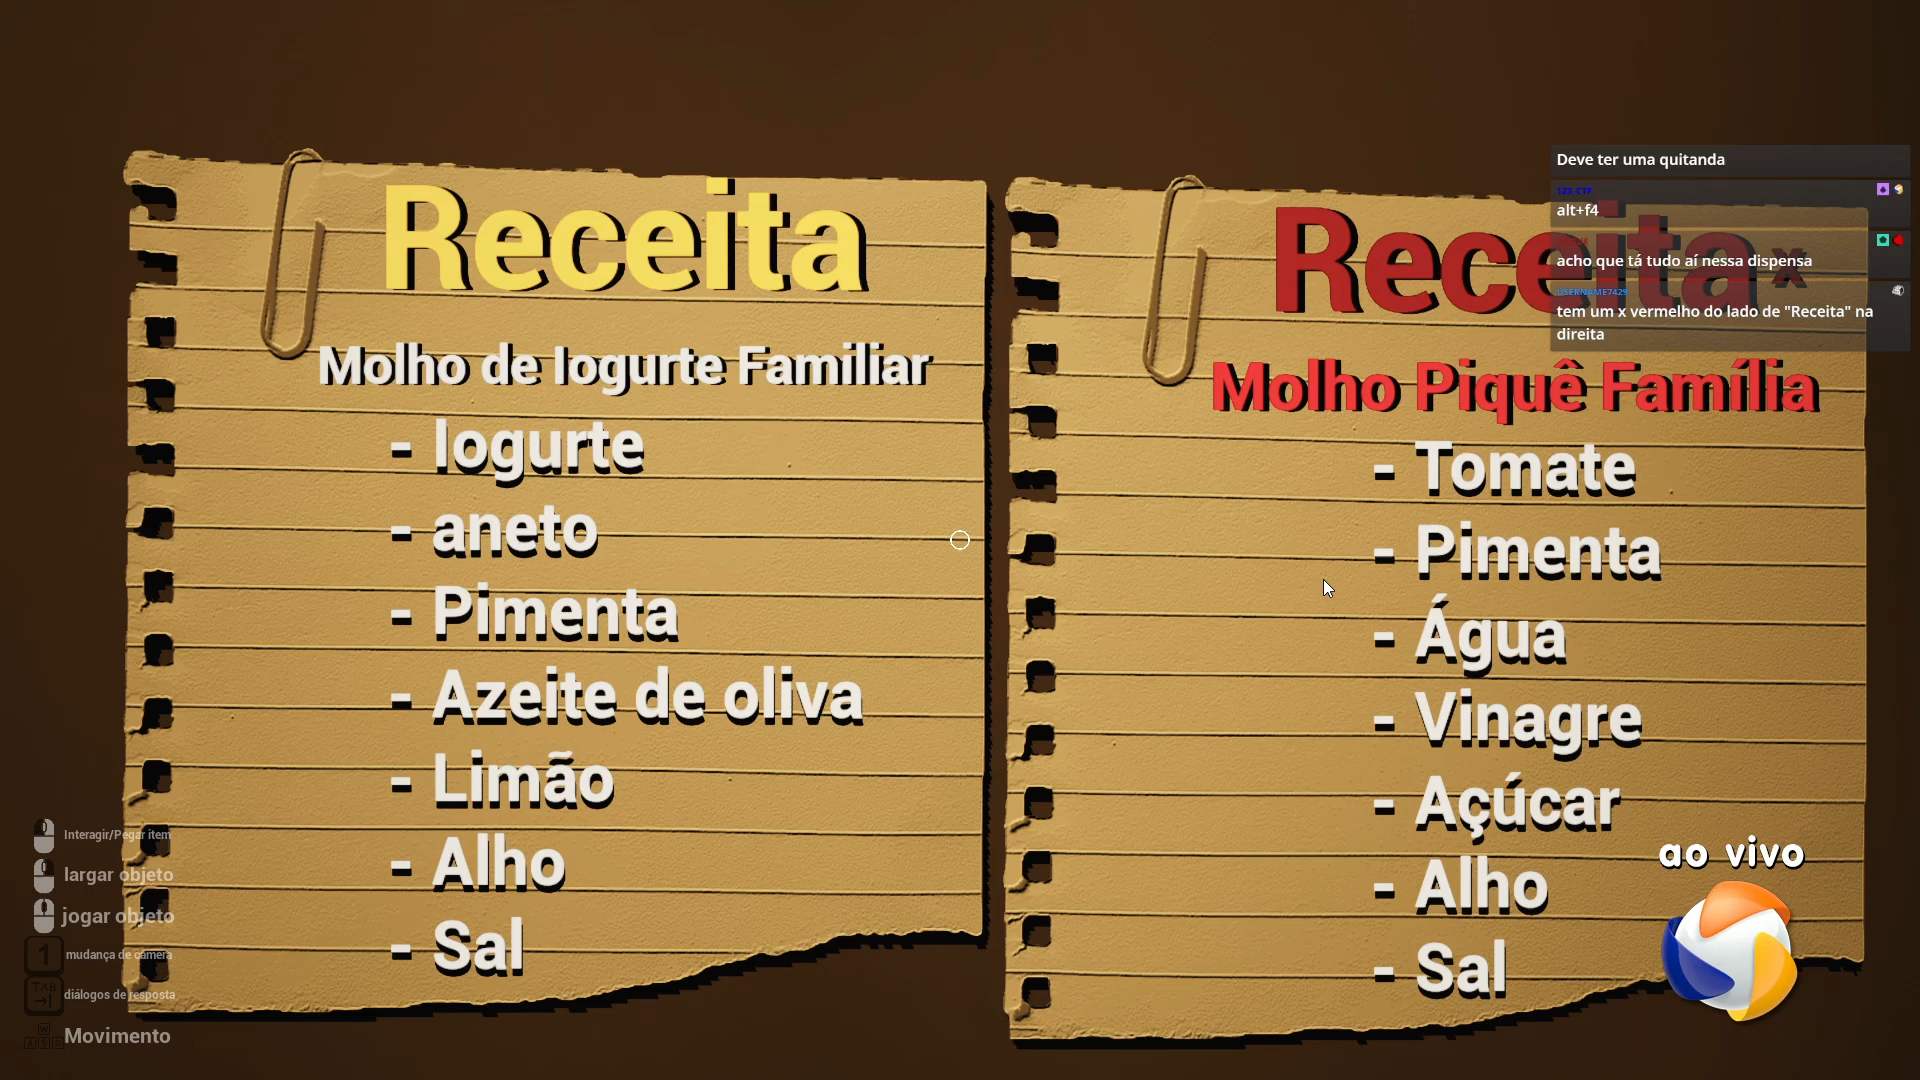 Receita
Molho de Iogurte Familiar
- Iogurte
- aneto
- Pimenta
- Azeite de oliva
- Limão
- Alho
- Sal
Receita x
Molho Piquê Família
- Tomate
- Pimenta
- Água
- Vinagre
- Açúcar
- Alho
- Sal
Deve ter uma quitanda
123_CTF
alt+f4
acho que tá tudo aí nessa dispensa
USERNAME7429
tem um x vermelho do lado de "Receita" na
direita
ao vivo
Interagir/Pegar item
largar objeto
jogar objeto
1 mudança de câmera
TAB diálogos de resposta
W A S D Movimento